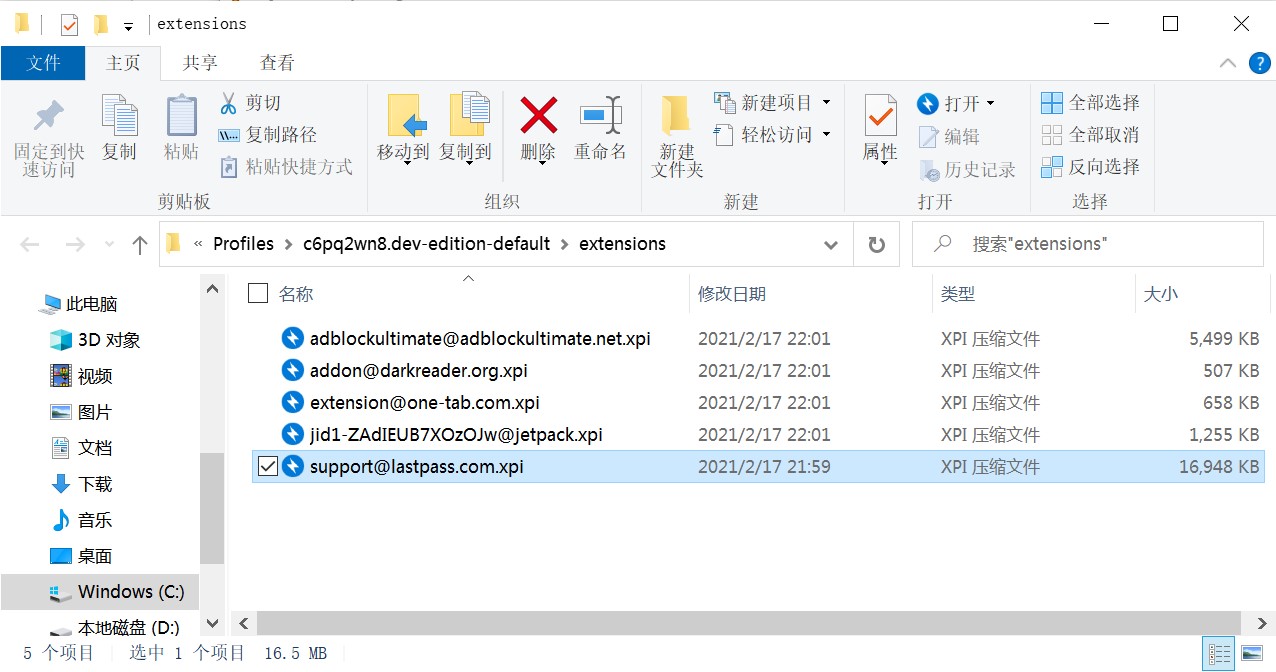 extensions
文件 主页 共享 查看
固定到快速访问
复制
粘贴
剪切
复制路径
粘贴快捷方式
剪贴板
移动到
复制到
删除
重命名
组织
新建文件夹
新建项目
轻松访问
新建
属性
打开
编辑
历史记录
打开
全部选择
全部取消
反向选择
选择
« Profiles › c6pq2wn8.dev-edition-default › extensions
搜索"extensions"
此电脑
3D 对象
视频
图片
文档
下载
音乐
桌面
Windows (C:)
本地磁盘 (D:)
名称 修改日期 类型 大小
adblockultimate@adblockultimate.net.xpi 2021/2/17 22:01 XPI 压缩文件 5,499 KB
addon@darkreader.org.xpi 2021/2/17 22:01 XPI 压缩文件 507 KB
extension@one-tab.com.xpi 2021/2/17 22:01 XPI 压缩文件 658 KB
jid1-ZAdIEUB7XOzOJw@jetpack.xpi 2021/2/17 22:01 XPI 压缩文件 1,255 KB
support@lastpass.com.xpi 2021/2/17 21:59 XPI 压缩文件 16,948 KB
5 个项目 选中 1 个项目 16.5 MB